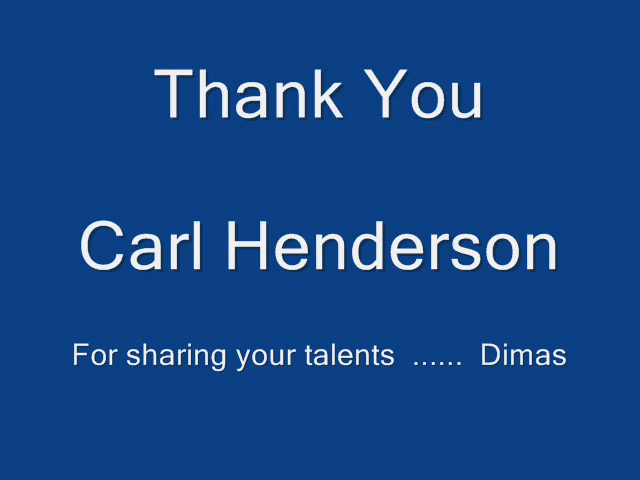 Thank You
Carl Henderson
For sharing your talents ...... Dimas